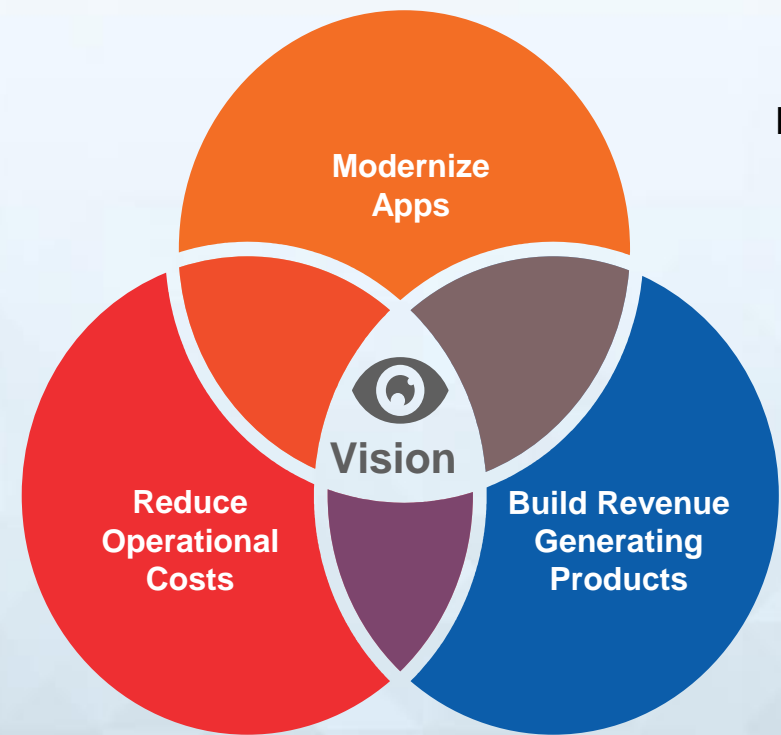 Modernize
Apps
Vision
Reduce
Operational
Costs
Build Revenue
Generating
Products